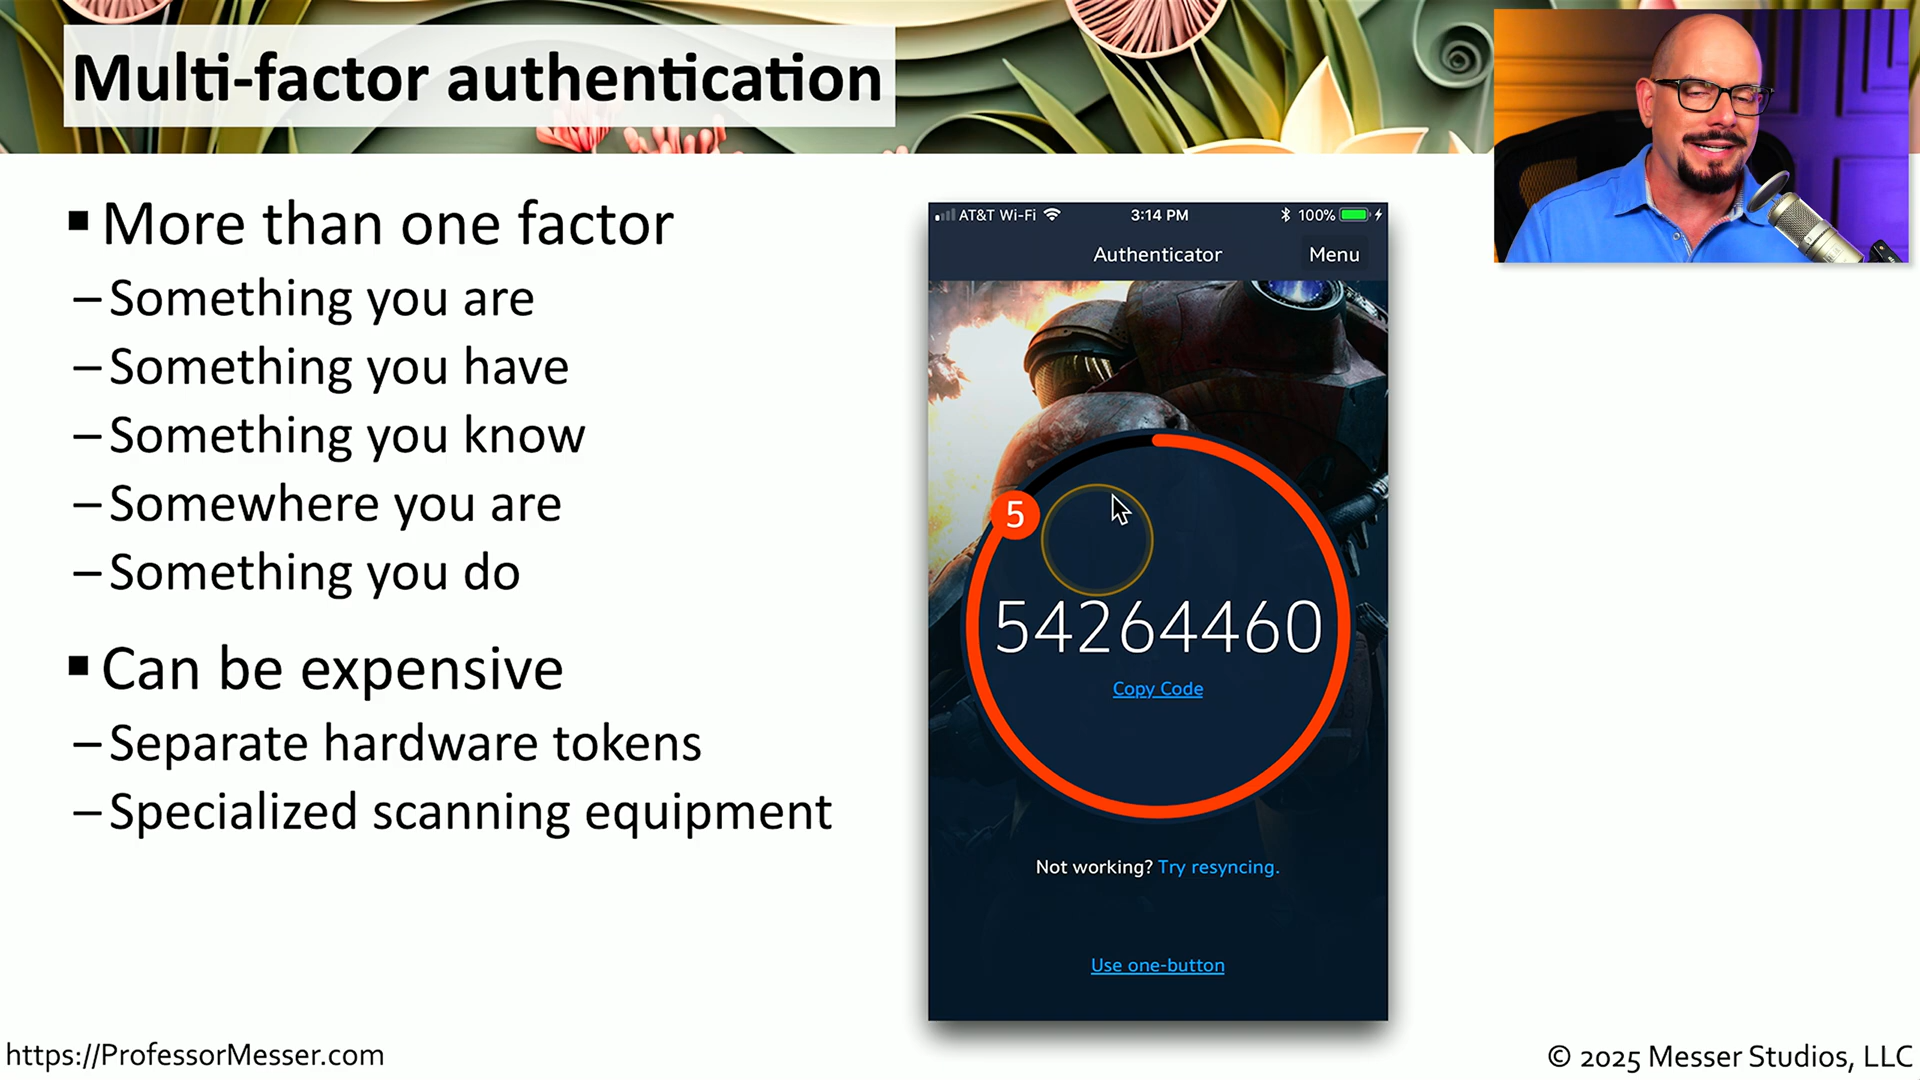 Multi-factor authentication
▪ More than one factor
– Something you are
– Something you have
– Something you know
– Somewhere you are
– Something you do
▪ Can be expensive
– Separate hardware tokens
– Specialized scanning equipment
AT&T Wi-Fi 3:14 PM 100%
Authenticator Menu
5
54264460
Copy Code
Not working? Try resyncing.
Use one-button
https://ProfessorMesser.com
© 2025 Messer Studios, LLC